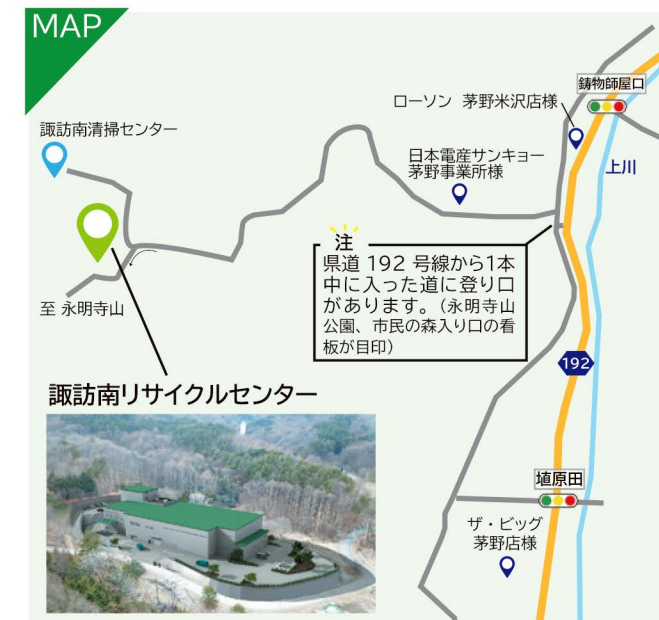 MAP
鋳物師屋口
ローソン 茅野米沢店様
諏訪南清掃センター
日本電産サンキョー
茅野事業所様
上川
注
県道 192 号線から1本
中に入った道に登り口
があります。(永明寺山
公園、市民の森入り口の看
板が目印)
至 永明寺山
192
諏訪南リサイクルセンター
埴原田
ザ・ビッグ
茅野店様